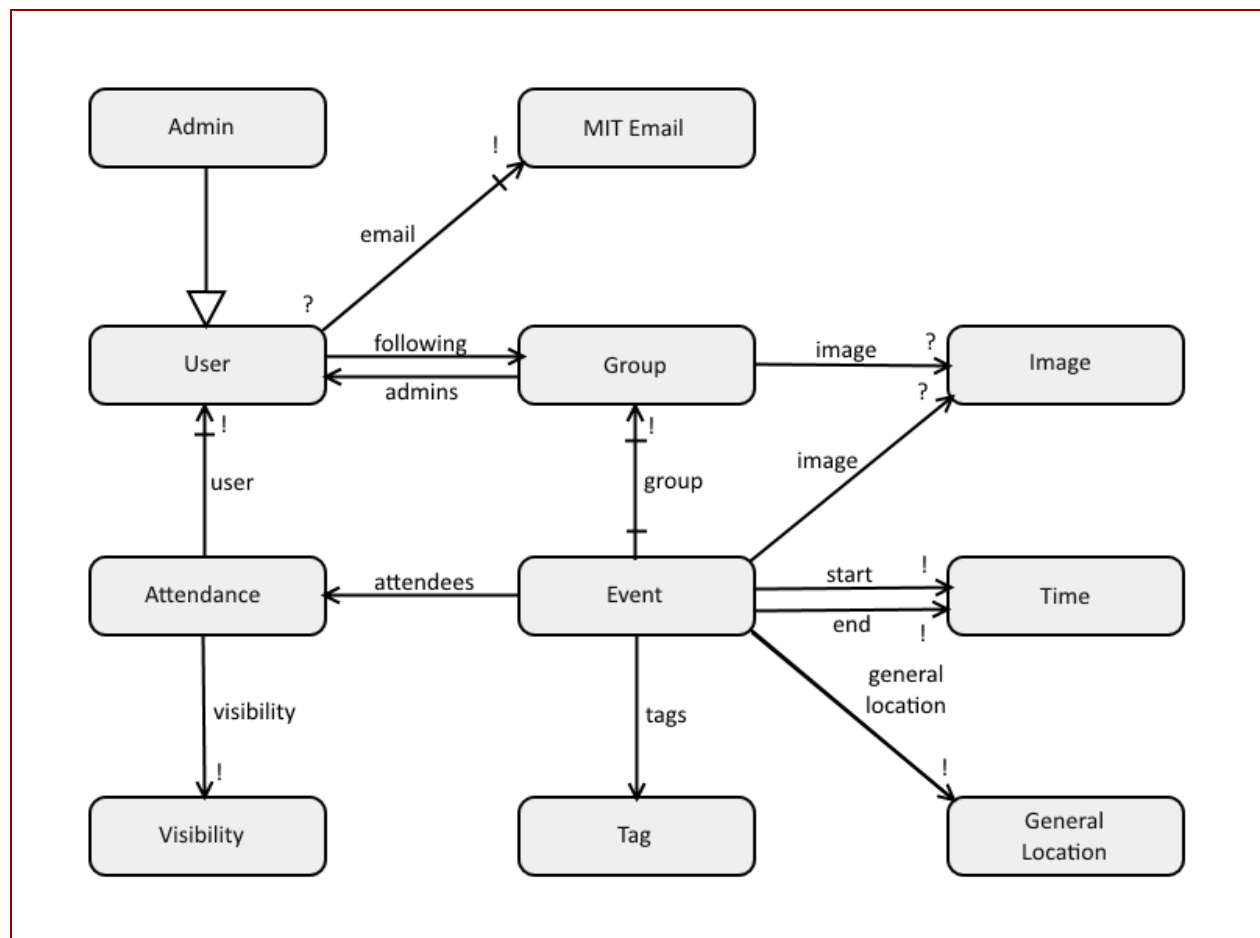 Admin
MIT Email
!
email
?
User
following
admins
Group
image
?
Image
?
!
user
!
group
image
Attendance
attendees
Event
start
!
end
!
Time
visibility
!
tags
general
location
!
Visibility
Tag
General
Location